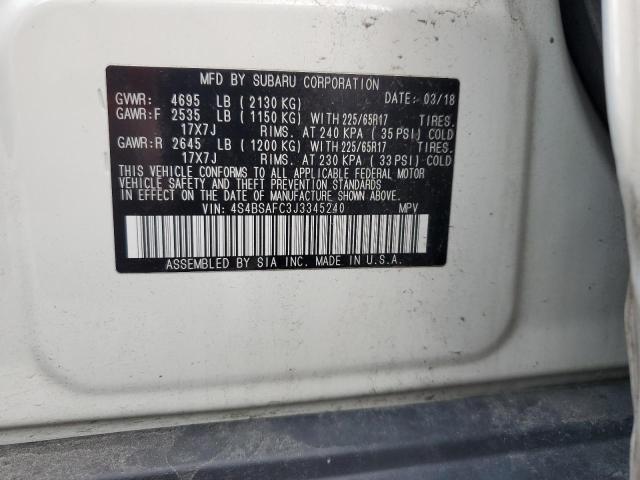 MFD BY SUBARU CORPORATION
GVWR: 4695 LB ( 2130 KG) DATE: 03/18
GAWR:F 2535 LB ( 1150 KG) WITH 225/65R17 TIRES.
17X7J RIMS. AT 240 KPA ( 35 PSI) COLD
GAWR:R 2645 LB ( 1200 KG) WITH 225/65R17 TIRES.
17X7J RIMS. AT 230 KPA ( 33 PSI) COLD
THIS VEHICLE CONFORMS TO ALL APPLICABLE FEDERAL MOTOR
VEHICLE SAFETY AND THEFT PREVENTION STANDARDS
IN EFFECT ON THE DATE OF MANUFACTURE SHOWN ABOVE.
VIN: 4S4BSAFC3J3345240 MPV
ASSEMBLED BY SIA INC. MADE IN U.S.A.